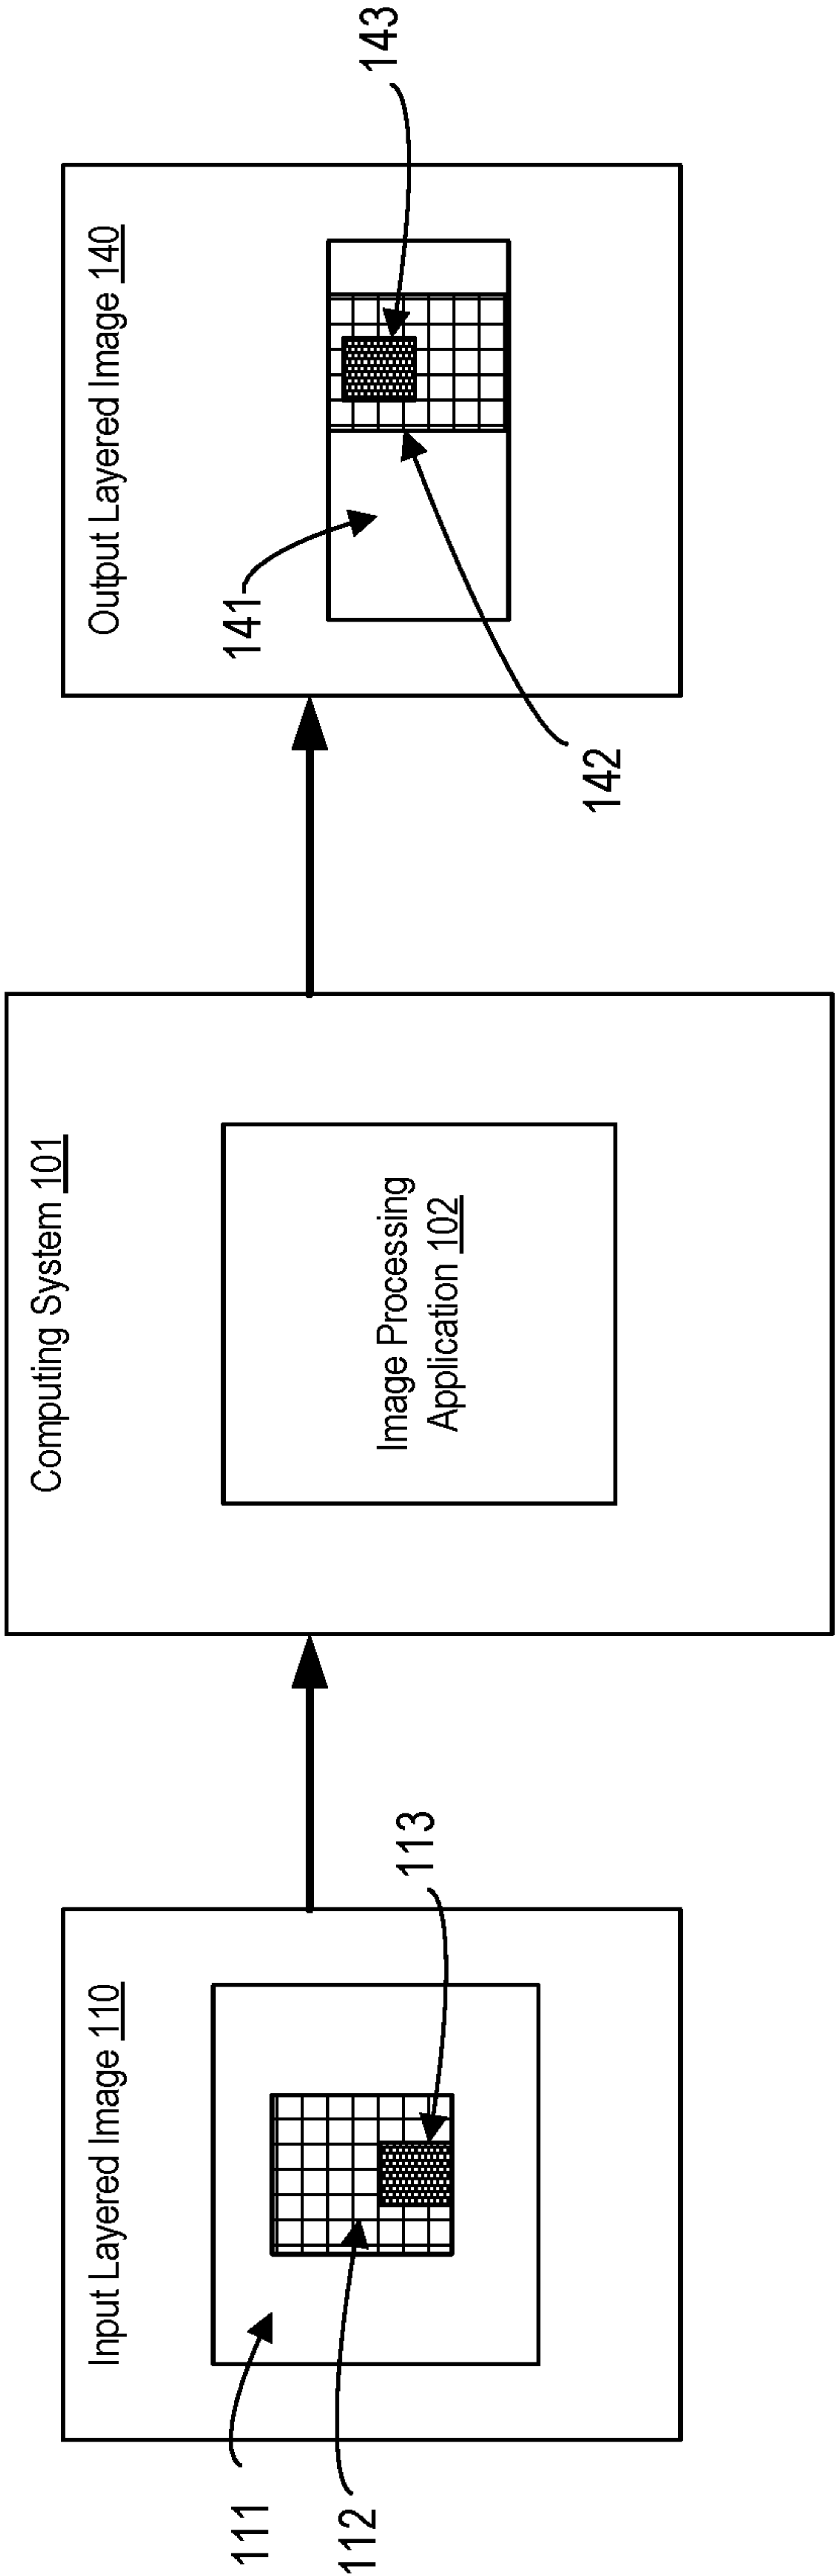 Input Layered Image 110
111
112
113
Computing System 101
Image Processing
Application 102
Output Layered Image 140
141
142
143